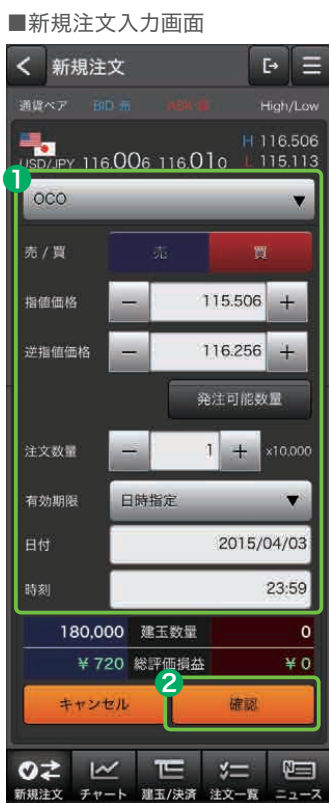 ■新規注文入力画面
新規注文
通貨ペア BID 売 ASK 買 High/Low
H 116.506
USD/JPY 116.006 116.010 L 115.113
1
OCO ▼
売 / 買 売 買
指値価格 − 115.506 +
逆指値価格 − 116.256 +
発注可能数量
注文数量 − 1 + x10,000
有効期限 日時指定 ▼
日付 2015/04/03
時刻 23:59
180,000 建玉数量 0
¥ 720 総評価損益 ¥ 0
2
キャンセル 確認
新規注文 チャート 建玉/決済 注文一覧 ニュース